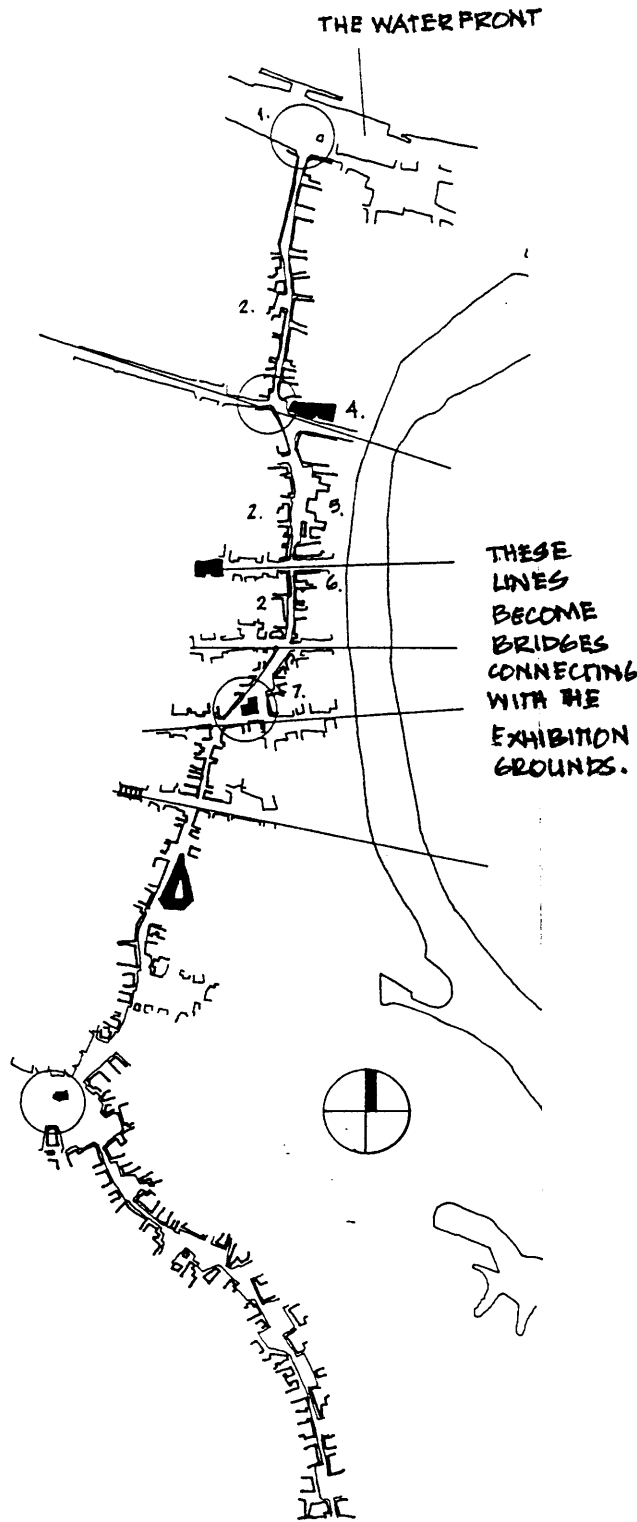 THE WATERFRONT
1.
2.
4.
2.
5.
6.
2
7.
THESE
LINES
BECOME
BRIDGES
CONNECTING
WITH THE
EXHIBITION
GROUNDS.